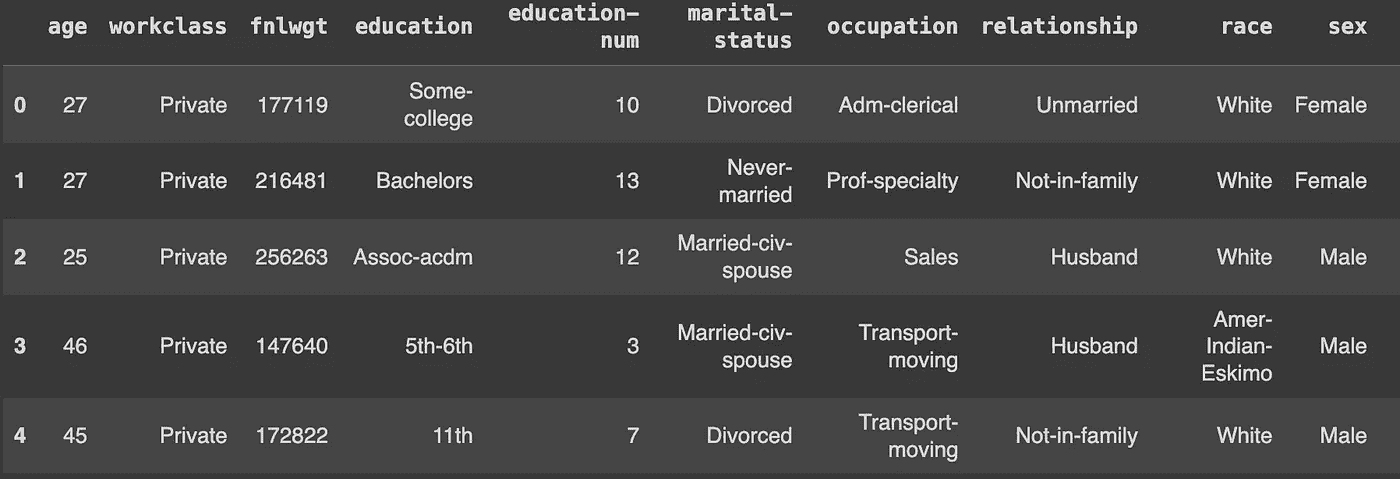 age workclass fnlwgt education education-num marital-status occupation relationship race sex
0 27 Private 177119 Some-college 10 Divorced Adm-clerical Unmarried White Female
1 27 Private 216481 Bachelors 13 Never-married Prof-specialty Not-in-family White Female
2 25 Private 256263 Assoc-acdm 12 Married-civ-spouse Sales Husband White Male
3 46 Private 147640 5th-6th 3 Married-civ-spouse Transport-moving Husband Amer-Indian-Eskimo Male
4 45 Private 172822 11th 7 Divorced Transport-moving Not-in-family White Male